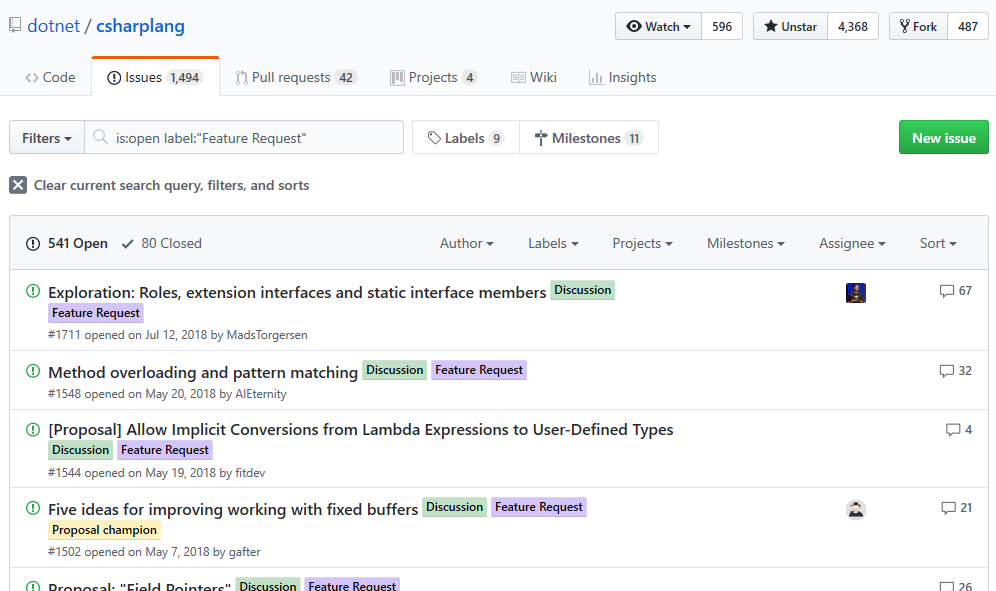 dotnet / csharplang
Watch 596 Unstar 4,368 Fork 487
Code Issues 1,494 Pull requests 42 Projects 4 Wiki Insights
Filters is:open label:"Feature Request" Labels 9 Milestones 11 New issue
Clear current search query, filters, and sorts
541 Open 80 Closed Author Labels Projects Milestones Assignee Sort
Exploration: Roles, extension interfaces and static interface members Discussion 67
Feature Request
#1711 opened on Jul 12, 2018 by MadsTorgersen
Method overloading and pattern matching Discussion Feature Request 32
#1548 opened on May 20, 2018 by AlEternity
[Proposal] Allow Implicit Conversions from Lambda Expressions to User-Defined Types 4
Discussion Feature Request
#1544 opened on May 19, 2018 by fitdev
Five ideas for improving working with fixed buffers Discussion Feature Request 21
Proposal champion
#1502 opened on May 7, 2018 by gafter
Proposal: "Field Pointers" Discussion Feature Request 26